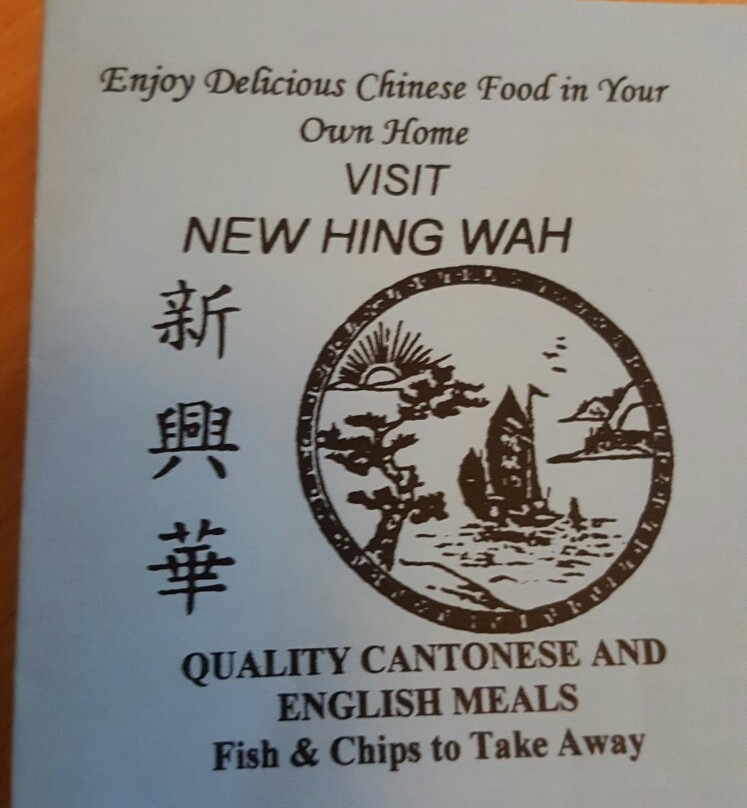 Enjoy Delicious Chinese Food in Your
Own Home
VISIT
NEW HING WAH
新
興
華
QUALITY CANTONESE AND
ENGLISH MEALS
Fish & Chips to Take Away